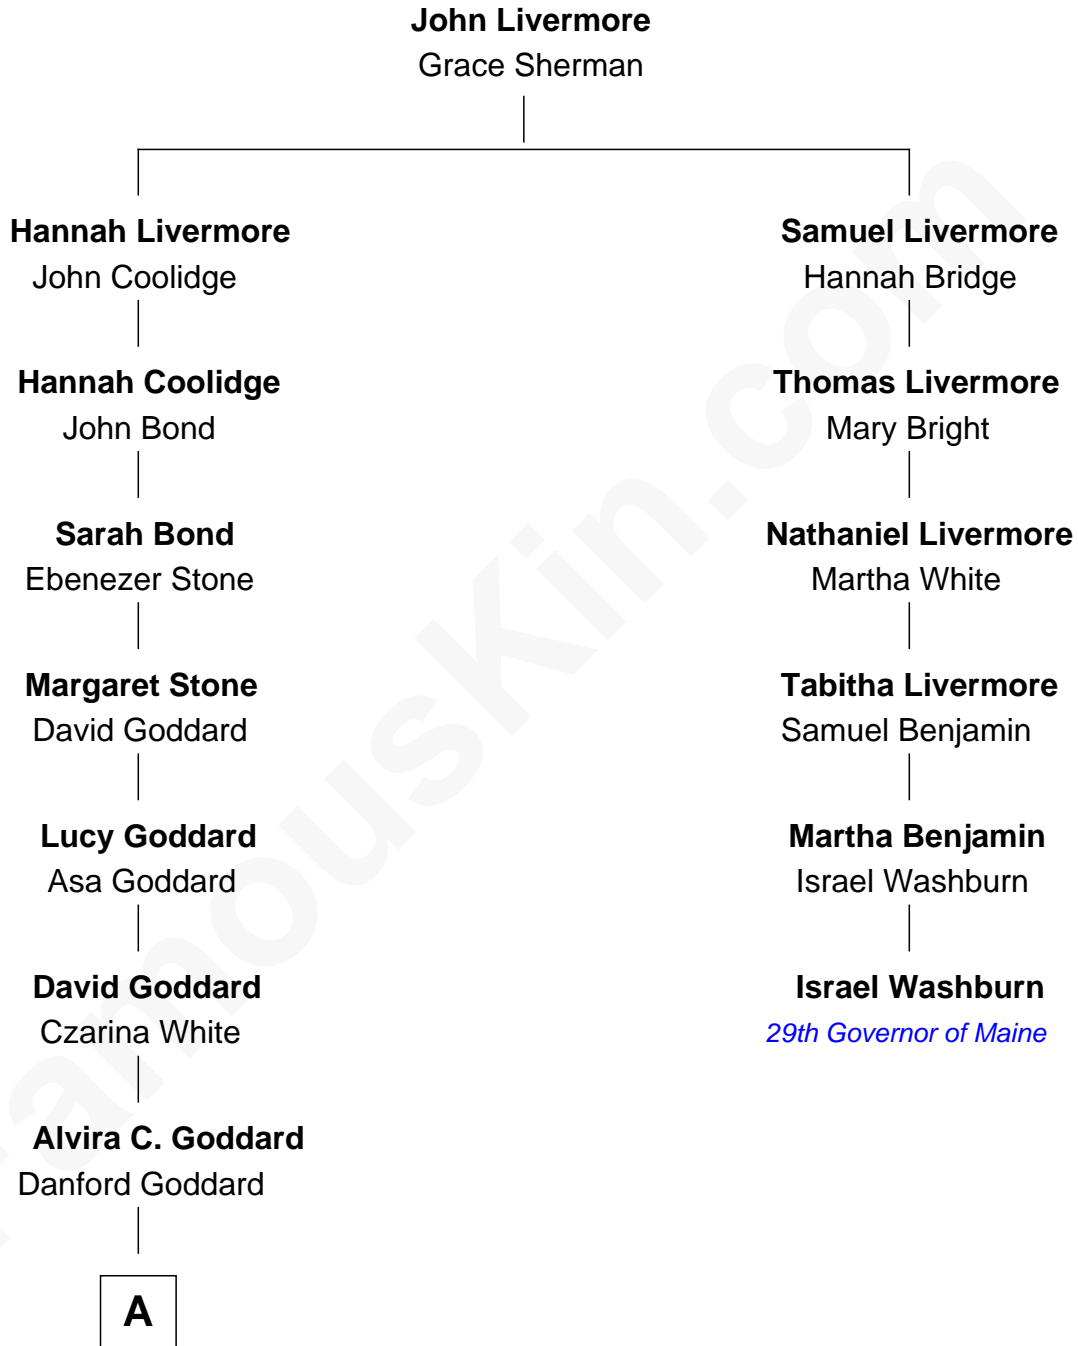 John Livermore
Grace Sherman
Hannah Livermore
John Coolidge
Samuel Livermore
Hannah Bridge
Hannah Coolidge
John Bond
Thomas Livermore
Mary Bright
Sarah Bond
Ebenezer Stone
Nathaniel Livermore
Martha White
Margaret Stone
David Goddard
Tabitha Livermore
Samuel Benjamin
Lucy Goddard
Asa Goddard
Martha Benjamin
Israel Washburn
David Goddard
Czarina White
Israel Washburn
29th Governor of Maine
Alvira C. Goddard
Danford Goddard
A
FamousKin.com